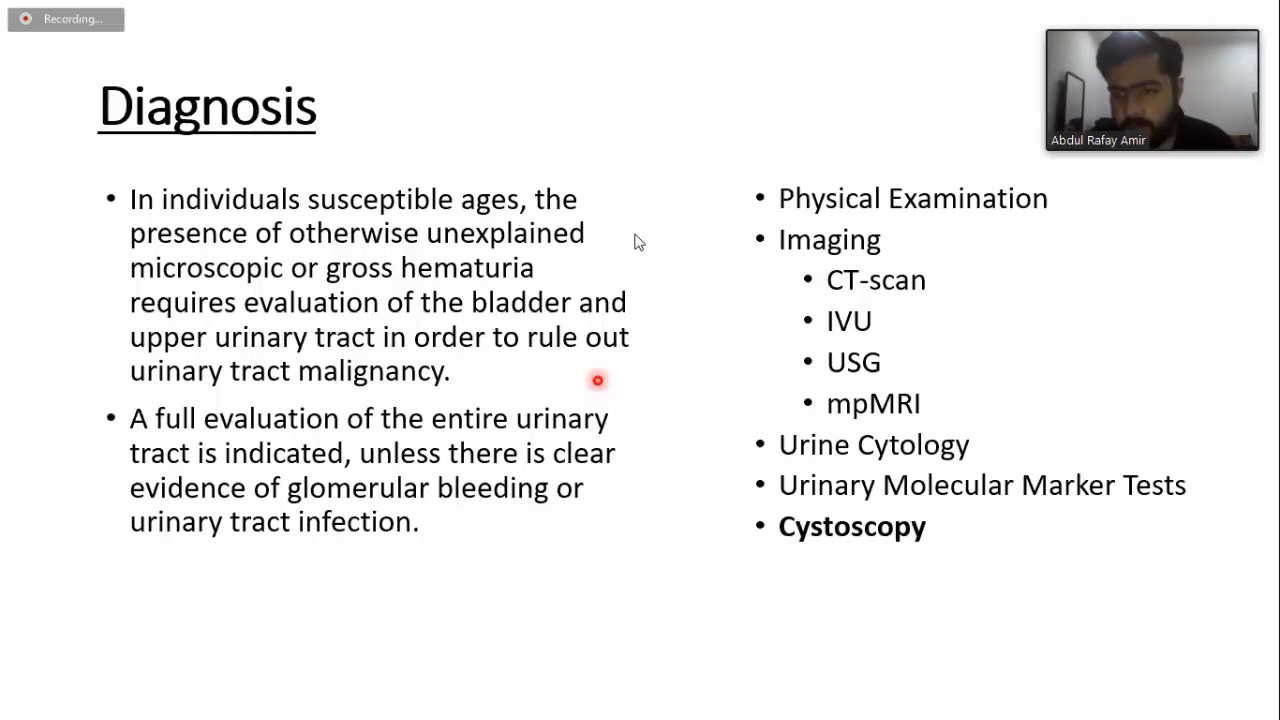 Recording...
Diagnosis
Abdul Rafay Amir
• In individuals susceptible ages, the
presence of otherwise unexplained
microscopic or gross hematuria
requires evaluation of the bladder and
upper urinary tract in order to rule out
urinary tract malignancy.
• A full evaluation of the entire urinary
tract is indicated, unless there is clear
evidence of glomerular bleeding or
urinary tract infection.
• Physical Examination
• Imaging
• CT-scan
• IVU
• USG
• mpMRI
• Urine Cytology
• Urinary Molecular Marker Tests
• Cystoscopy